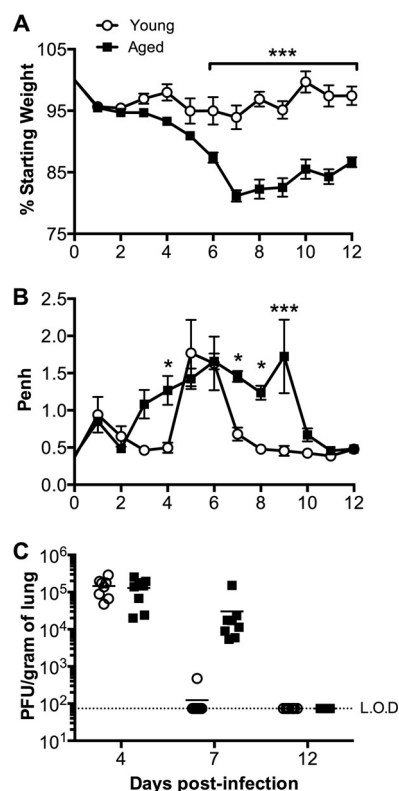 A
Young
Aged
***
105
95
85
75
% Starting Weight
0 2 4 6 8 10 12
B
2.5
2.0
1.5
1.0
0.5
0.0
Penh
* * * ***
0 2 4 6 8 10 12
C
10^6
10^5
10^4
10^3
10^2
10^1
PFU/gram of lung
L.O.D
4 7 12
Days post-infection